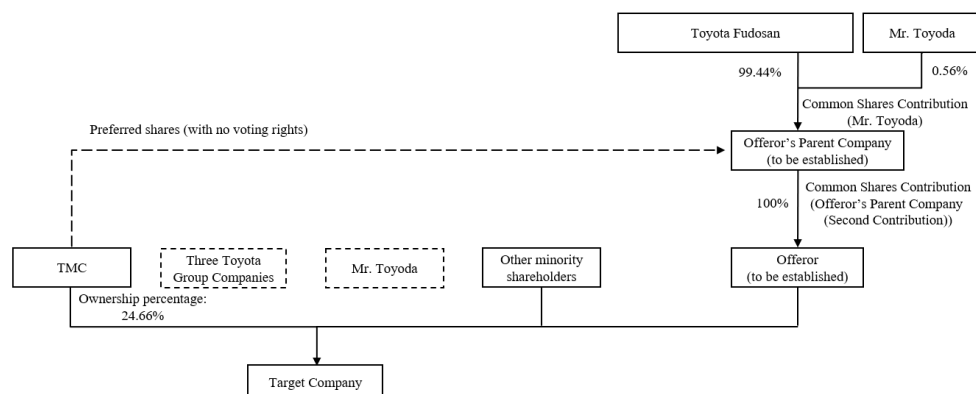 Toyota Fudosan
Mr. Toyoda
99.44%
0.56%
Common Shares Contribution
(Mr. Toyoda)
Preferred shares (with no voting rights)
Offeror's Parent Company
(to be established)
100%
Common Shares Contribution
(Offeror's Parent Company
(Second Contribution))
TMC
Three Toyota
Group Companies
Mr. Toyoda
Other minority
shareholders
Offeror
(to be established)
Ownership percentage:
24.66%
Target Company